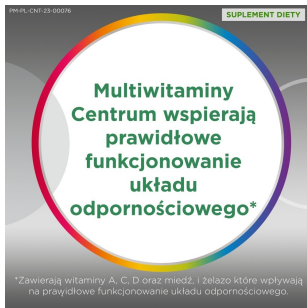 PM-PL-CNT-23-00076
SUPLEMENT DIETY
Multiwitaminy
Centrum wspierają
prawidłowe
funkcjonowanie
układu
odpornościowego*
*Zawierają witaminy A, C, D oraz miedź, i żelazo które wpływają
na prawidłowe funkcjonowanie układu odpornościowego.